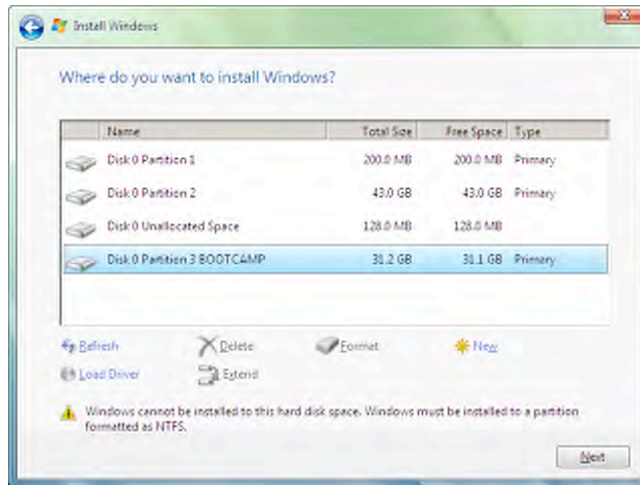 Install Windows
Where do you want to install Windows?
Name Total Size Free Space Type
Disk 0 Partition 1 200.0 MB 200.0 MB Primary
Disk 0 Partition 2 43.0 GB 43.0 GB Primary
Disk 0 Unallocated Space 128.0 MB 128.0 MB
Disk 0 Partition 3 BOOTCAMP 31.2 GB 31.1 GB Primary
Refresh Delete Format New
Load Driver Extend
Windows cannot be installed to this hard disk space. Windows must be installed to a partition
formatted as NTFS.
Next